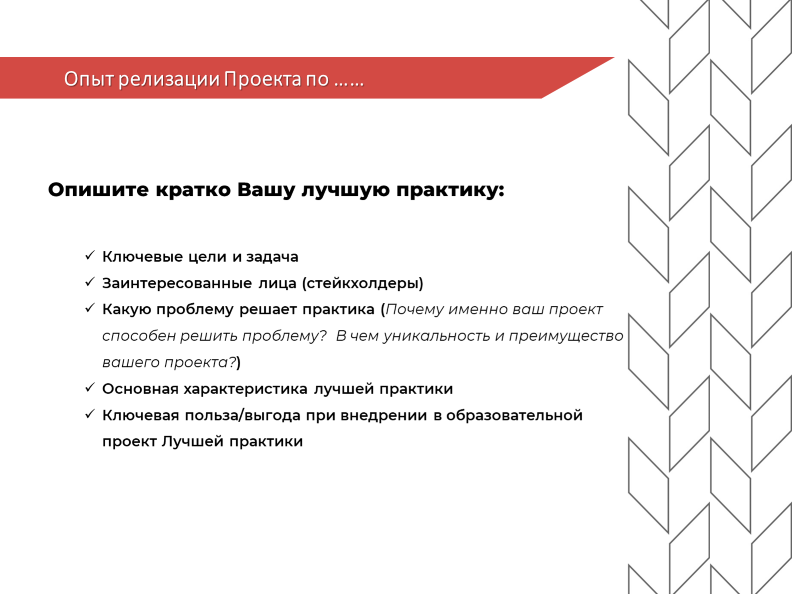 Опыт релизации Проекта по ......
Опишите кратко Вашу лучшую практику:
✓ Ключевые цели и задача
✓ Заинтересованные лица (стейкхолдеры)
✓ Какую проблему решает практика (Почему именно ваш проект
способен решить проблему? В чем уникальность и преимущество
вашего проекта?)
✓ Основная характеристика лучшей практики
✓ Ключевая польза/выгода при внедрении в образовательной
проект Лучшей практики